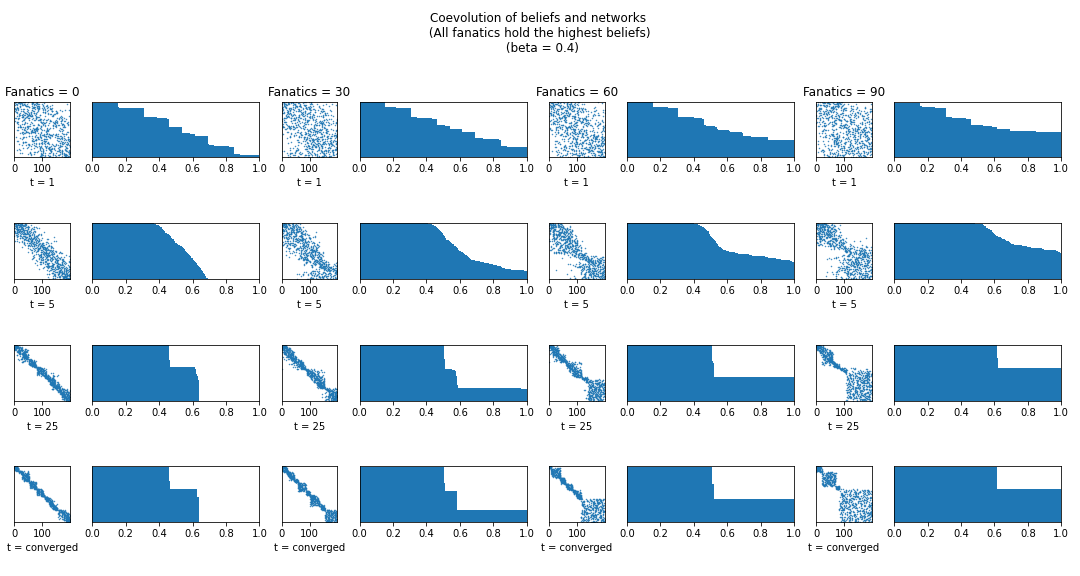 Coevolution of beliefs and networks
(All fanatics hold the highest beliefs)
(beta = 0.4)
Fanatics = 0 Fanatics = 30 Fanatics = 60 Fanatics = 90
0 100 0.0 0.2 0.4 0.6 0.8 1.0 0 100 0.0 0.2 0.4 0.6 0.8 1.0 0 100 0.0 0.2 0.4 0.6 0.8 1.0 0 100 0.0 0.2 0.4 0.6 0.8 1.0
t = 1 t = 1 t = 1 t = 1
0 100 0.0 0.2 0.4 0.6 0.8 1.0 0 100 0.0 0.2 0.4 0.6 0.8 1.0 0 100 0.0 0.2 0.4 0.6 0.8 1.0 0 100 0.0 0.2 0.4 0.6 0.8 1.0
t = 5 t = 5 t = 5 t = 5
0 100 0.0 0.2 0.4 0.6 0.8 1.0 0 100 0.0 0.2 0.4 0.6 0.8 1.0 0 100 0.0 0.2 0.4 0.6 0.8 1.0 0 100 0.0 0.2 0.4 0.6 0.8 1.0
t = 25 t = 25 t = 25 t = 25
0 100 0.0 0.2 0.4 0.6 0.8 1.0 0 100 0.0 0.2 0.4 0.6 0.8 1.0 0 100 0.0 0.2 0.4 0.6 0.8 1.0 0 100 0.0 0.2 0.4 0.6 0.8 1.0
t = converged t = converged t = converged t = converged